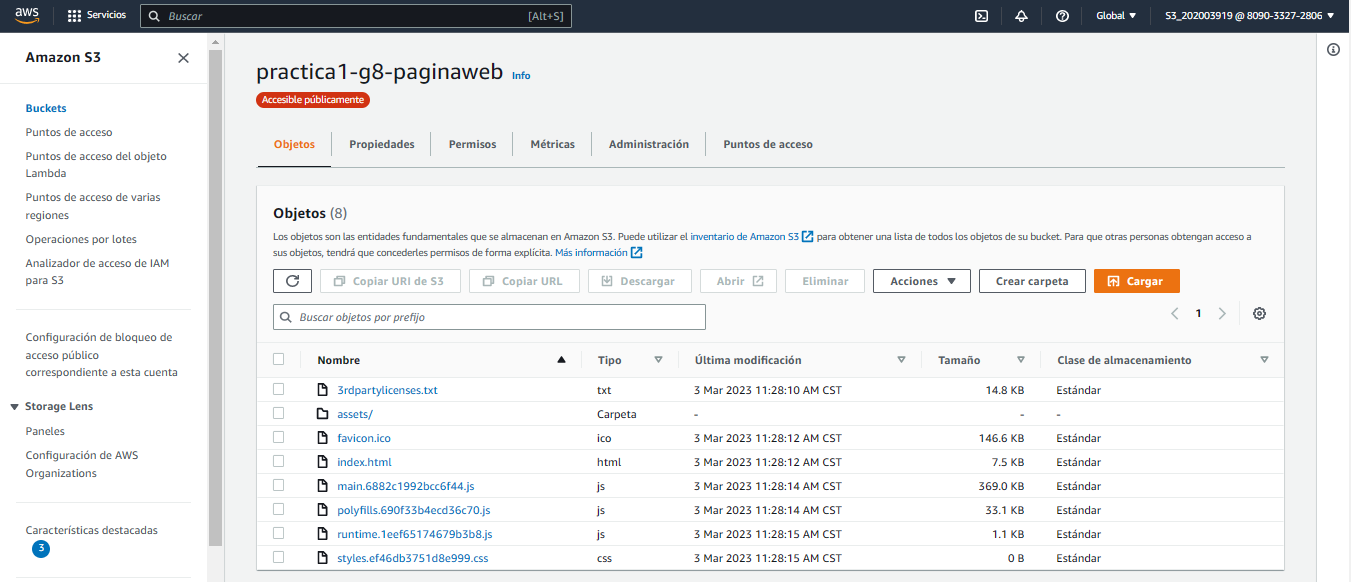 aws
Servicios
Buscar
[Alt+S]
Global ▼
S3_202003919 @ 8090-3327-2806 ▼
Amazon S3
Buckets
Puntos de acceso
Puntos de acceso del objeto
Lambda
Puntos de acceso de varias
regiones
Operaciones por lotes
Analizador de acceso de IAM
para S3
Configuración de bloqueo de
acceso público
correspondiente a esta cuenta
Storage Lens
Paneles
Configuración de AWS
Organizations
Características destacadas
3
practica1-g8-paginaweb Info
Accesible públicamente
Objetos Propiedades Permisos Métricas Administración Puntos de acceso
Objetos (8)
Los objetos son las entidades fundamentales que se almacenan en Amazon S3. Puede utilizar el inventario de Amazon S3 para obtener una lista de todos los objetos de su bucket. Para que otras personas obtengan acceso a
sus objetos, tendrá que concederles permisos de forma explícita. Más información
Copiar URI de S3 Copiar URL Descargar Abrir Eliminar Acciones ▼ Crear carpeta Cargar
Buscar objetos por prefijo
1
Nombre Tipo Última modificación Tamaño Clase de almacenamiento
3rdpartylicenses.txt txt 3 Mar 2023 11:28:10 AM CST 14.8 KB Estándar
assets/ Carpeta - - -
favicon.ico ico 3 Mar 2023 11:28:12 AM CST 146.6 KB Estándar
index.html html 3 Mar 2023 11:28:12 AM CST 7.5 KB Estándar
main.6882c1992bcc6f44.js js 3 Mar 2023 11:28:14 AM CST 369.0 KB Estándar
polyfills.690f33b4ecd36c70.js js 3 Mar 2023 11:28:14 AM CST 33.1 KB Estándar
runtime.1eef65174679b3b8.js js 3 Mar 2023 11:28:15 AM CST 1.1 KB Estándar
styles.ef46db3751d8e999.css css 3 Mar 2023 11:28:15 AM CST 0 B Estándar